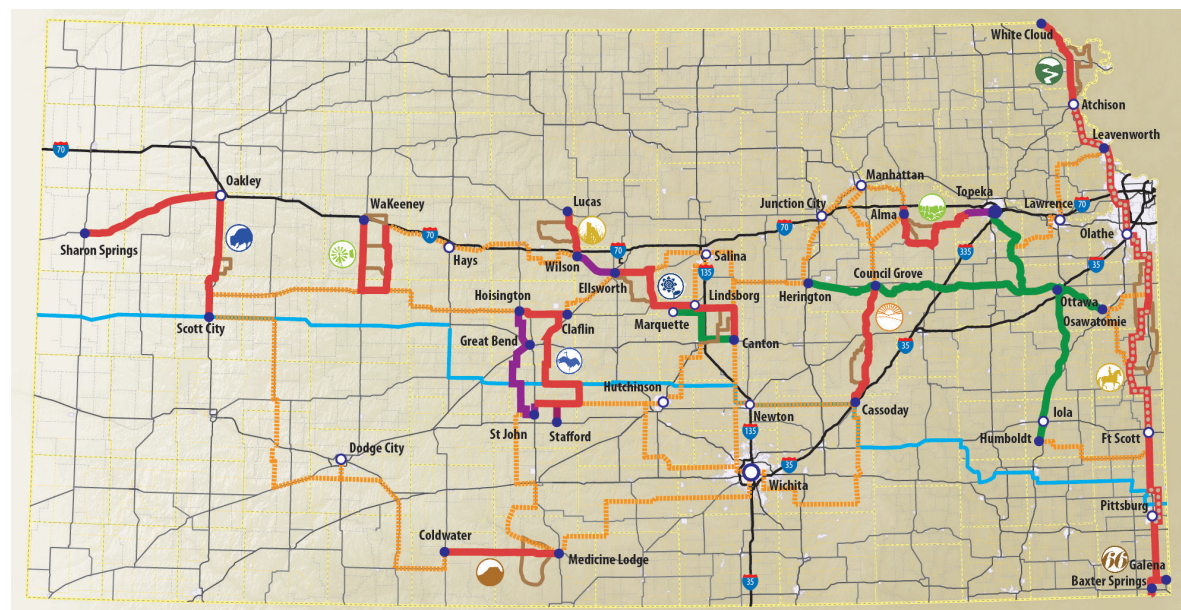 White Cloud
Atchison
Leavenworth
70
Oakley
WaKeeney
Lucas
Manhattan
Junction City
Alma
Topeka
Lawrence
70
70
Olathe
Sharon Springs
70
Hays
Wilson
70
Salina
335
35
Ellsworth
135
Council Grove
Hoisington
Lindsborg
Herington
Ottawa
Scott City
Claflin
Marquette
Osawatomie
Great Bend
Canton
35
Hutchinson
Newton
Cassoday
Iola
St John
Stafford
135
Humboldt
Ft Scott
Dodge City
35
Wichita
Pittsburg
Coldwater
Medicine Lodge
66
Galena
Baxter Springs
35